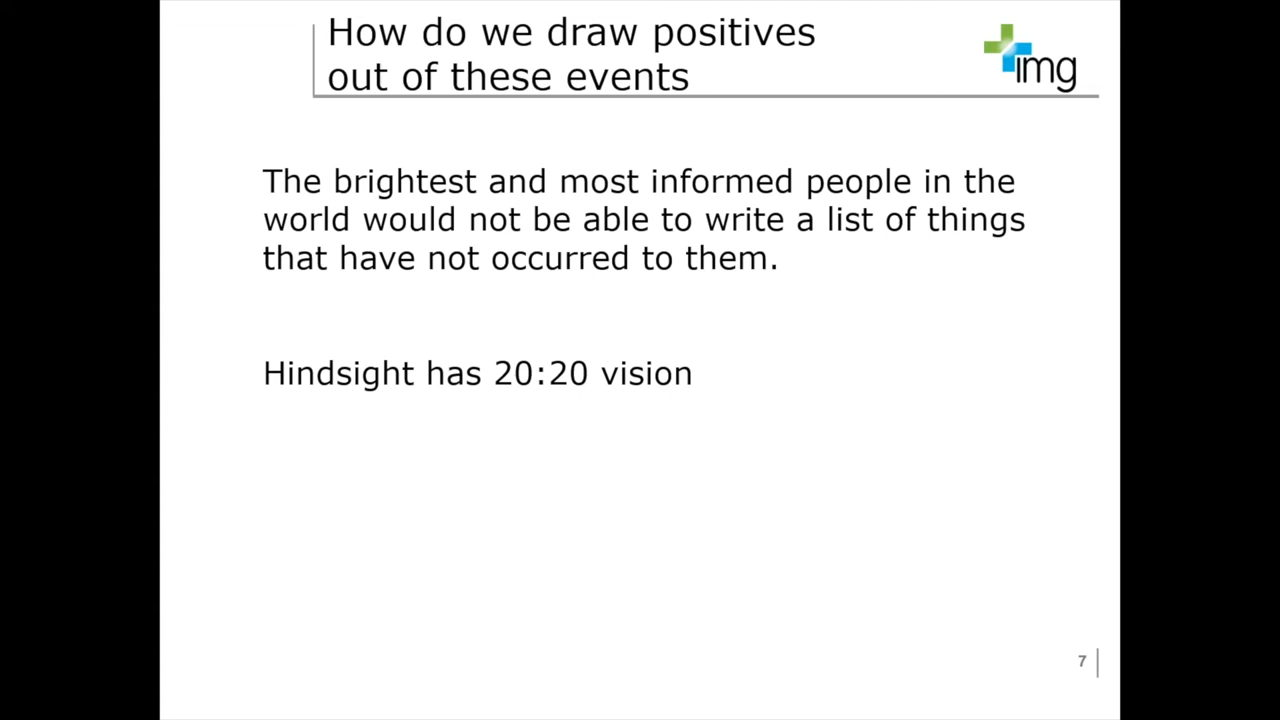 How do we draw positives
out of these events
img
The brightest and most informed people in the
world would not be able to write a list of things
that have not occurred to them.
Hindsight has 20:20 vision
7